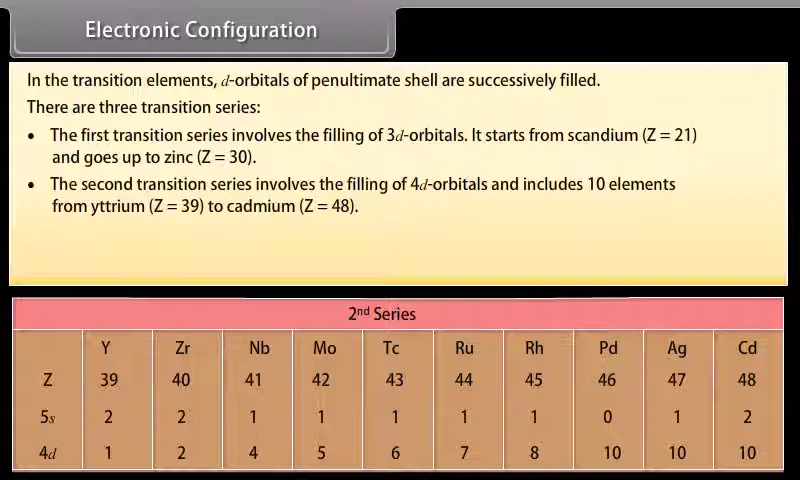 Electronic Configuration
In the transition elements, d-orbitals of penultimate shell are successively filled.
There are three transition series:
• The first transition series involves the filling of 3d-orbitals. It starts from scandium (Z = 21)
and goes up to zinc (Z = 30).
• The second transition series involves the filling of 4d-orbitals and includes 10 elements
from yttrium (Z = 39) to cadmium (Z = 48).
2nd Series
Y Zr Nb Mo Tc Ru Rh Pd Ag Cd
Z 39 40 41 42 43 44 45 46 47 48
5s 2 2 1 1 1 1 1 0 1 2
4d 1 2 4 5 6 7 8 10 10 10